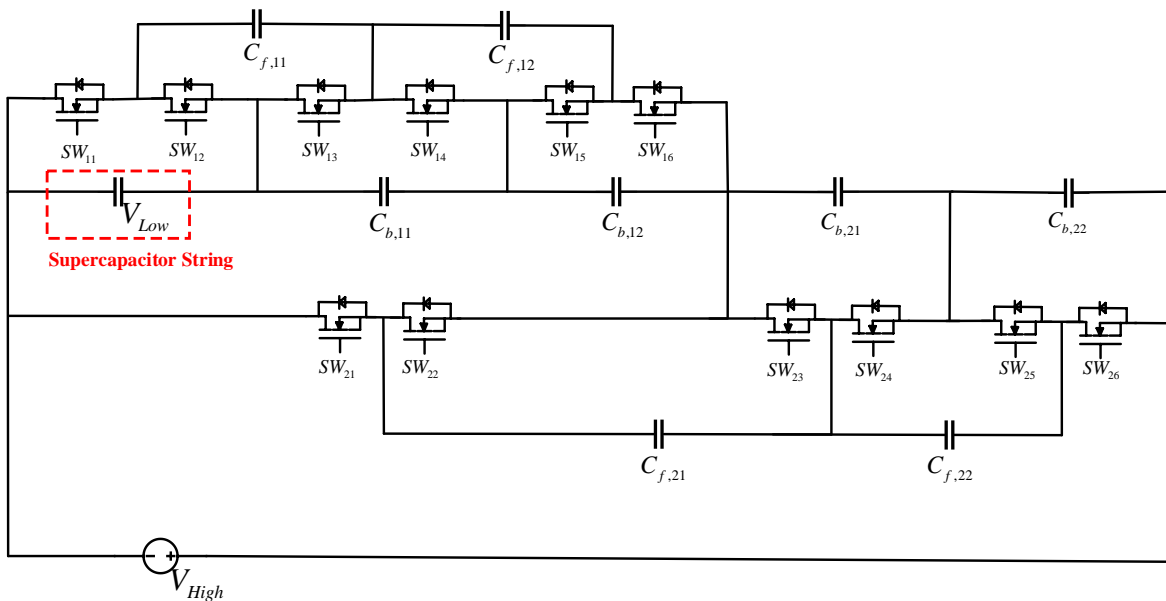 C_{f,11} C_{f,12}
SW_{11} SW_{12} SW_{13} SW_{14} SW_{15} SW_{16}
V_{Low} C_{b,11} C_{b,12} C_{b,21} C_{b,22}
Supercapacitor String
SW_{21} SW_{22} SW_{23} SW_{24} SW_{25} SW_{26}
C_{f,21} C_{f,22}
- +
V_{High}